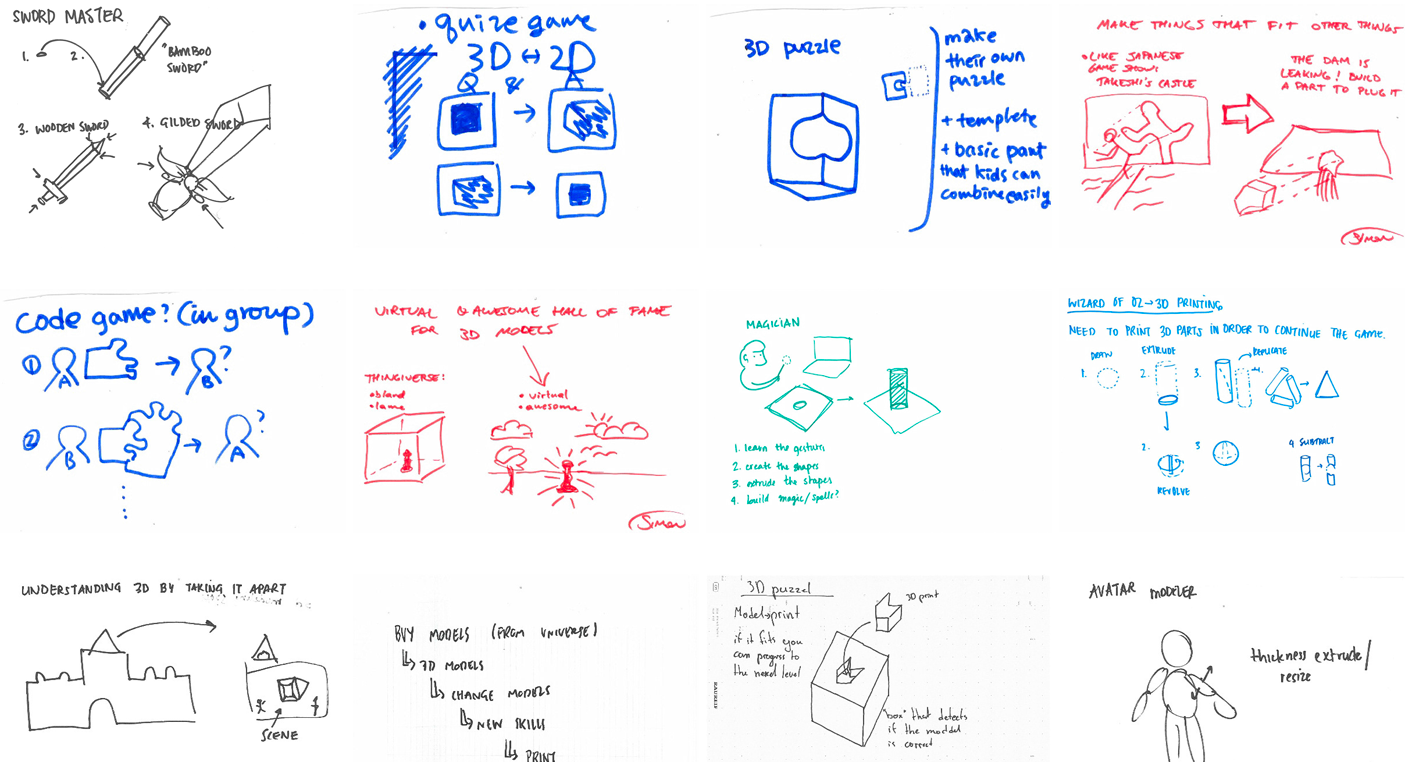 SWORD MASTER
1.
2.
"BAMBOO
SWORD"
3. WOODEN SWORD
4. GILDED SWORD
• quize game
3D ↔ 2D
Q & A
3D puzzle
make
their own
puzzle
+ templete
+ basic part
that kids can
combine easily
MAKE THINGS THAT FIT OTHER THINGS
• LIKE JAPANESE
GAME SHOW:
TAKESHI'S CASTLE
THE DAM IS
LEAKING! BUILD
A PART TO PLUG IT
Simon
Code game? (in group)
① A → B?
② B → A?
VIRTUAL & AWESOME HALL OF FAME
FOR 3D MODELS
THINGIVERSE:
• bland
• lame
• virtual
• awesome
Simon
MAGICIAN
1. learn the gesture
2. create the shapes
3. extrude the shapes
4. build magic/spells?
WIZARD OF OZ → 3D PRINTING
NEED TO PRINT 3D PARTS IN ORDER TO CONTINUE THE GAME.
1. DRAW
2. EXTRUDE
3. REPLICATE
2. REVOLVE
3
4 SUBTRACT
UNDERSTANDING 3D BY TAKING IT APART
SCENE
BUY MODELS (FROM UNIVERSE)
3D MODELS
CHANGE MODELS
NEW SKILLS
PRINT
3D puzzel
Model→print
if it fits you
can progress to
the nexed level
3D print
"box" that detects
if the moddel
is correct
AVATAR MODELER
thickness extrude/
resize